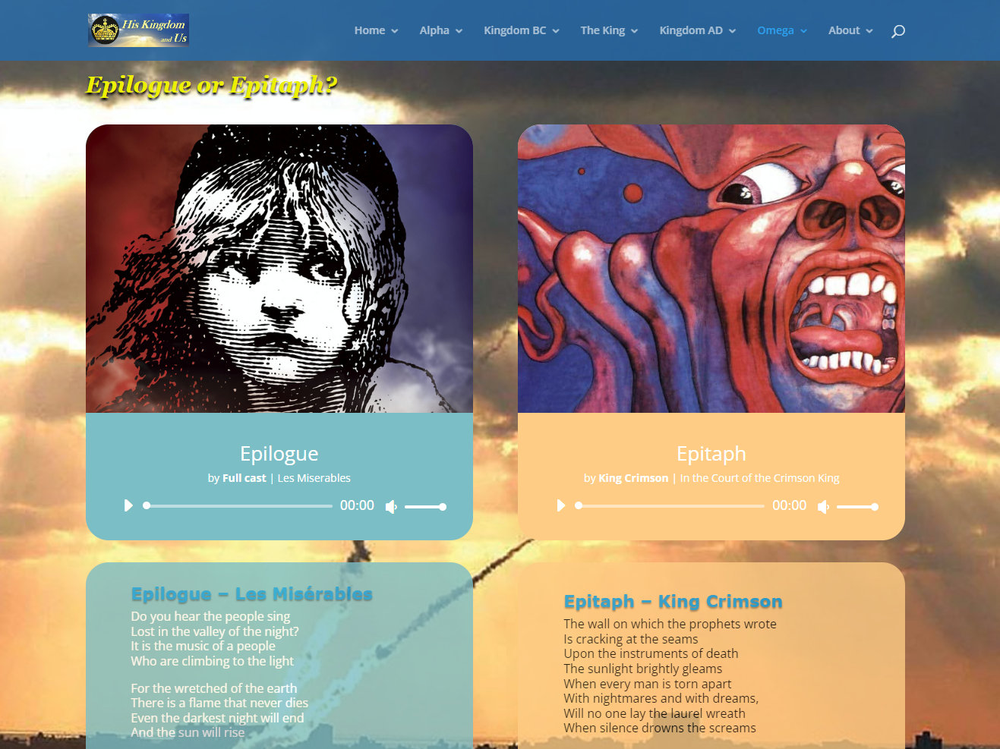 His Kingdom
and Us
Home
Alpha
Kingdom BC
The King
Kingdom AD
Omega
About
Epilogue or Epitaph?
Epilogue
by Full cast | Les Miserables
00:00
Epitaph
by King Crimson | In the Court of the Crimson King
00:00
Epilogue – Les Misérables
Do you hear the people sing
Lost in the valley of the night?
It is the music of a people
Who are climbing to the light
For the wretched of the earth
There is a flame that never dies
Even the darkest night will end
And the sun will rise
Epitaph – King Crimson
The wall on which the prophets wrote
Is cracking at the seams
Upon the instruments of death
The sunlight brightly gleams
When every man is torn apart
With nightmares and with dreams,
Will no one lay the laurel wreath
When silence drowns the screams